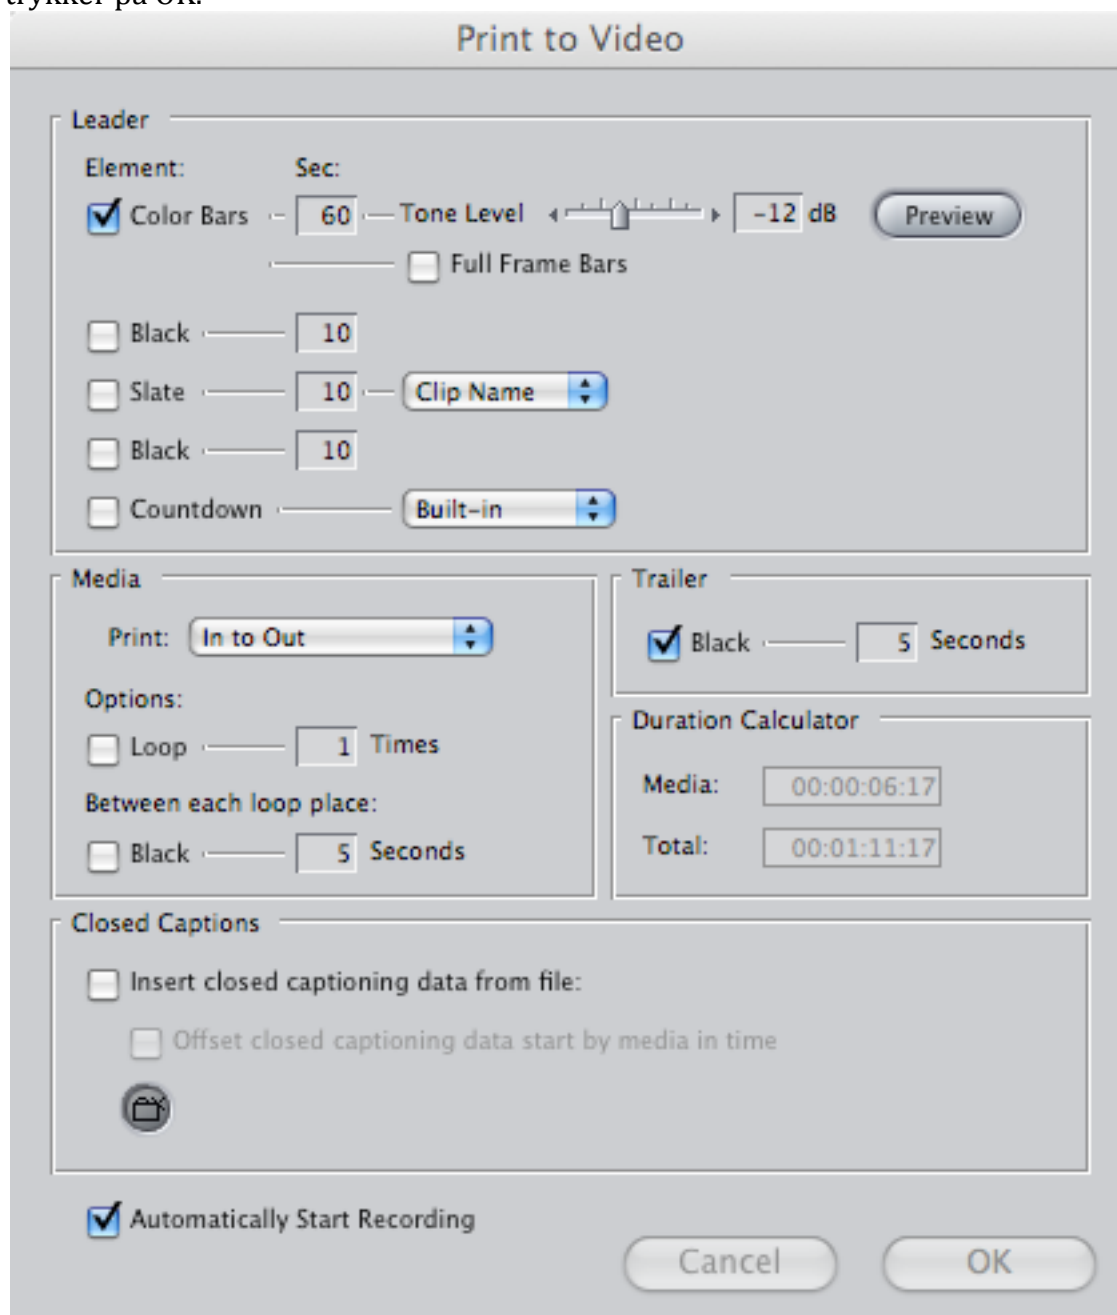 trykker på OK.
Print to Video
Leader
Element: Sec:
Color Bars 60 Tone Level -12 dB Preview
Full Frame Bars
Black 10
Slate 10 Clip Name
Black 10
Countdown Built-in
Media
Print: In to Out
Options:
Loop 1 Times
Between each loop place:
Black 5 Seconds
Trailer
Black 5 Seconds
Duration Calculator
Media: 00:00:06:17
Total: 00:01:11:17
Closed Captions
Insert closed captioning data from file:
Offset closed captioning data start by media in time
Automatically Start Recording
Cancel OK